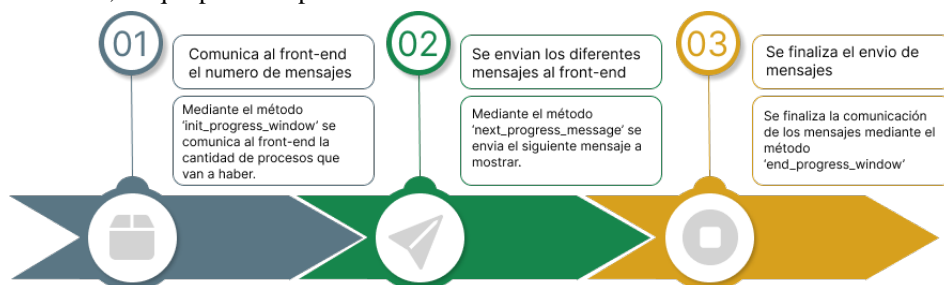 01
Comunica al front-end
el numero de mensajes
Mediante el método
‘init_progress_window’ se
comunica al front-end la
cantidad de procesos que
van a haber.
02
Se envian los diferentes
mensajes al front-end
Mediante el método
‘next_progress_message’ se
envia el siguiente mensaje a
mostrar.
03
Se finaliza el envio de
mensajes
Se finaliza la comunicación
de los mensajes mediante el
método
‘end_progress_window’